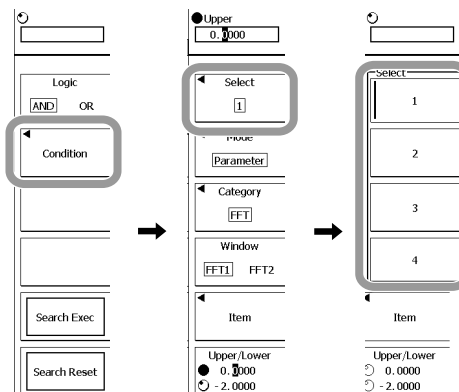 Logic
AND OR
Condition
Search Exec
Search Reset
Upper
0.0000
Select
1
Mode
Parameter
Category
FFT
Window
FFT1 FFT2
Item
Upper/Lower
0.0000
-2.0000
Select
1
2
3
4
Item
Upper/Lower
0.0000
-2.0000